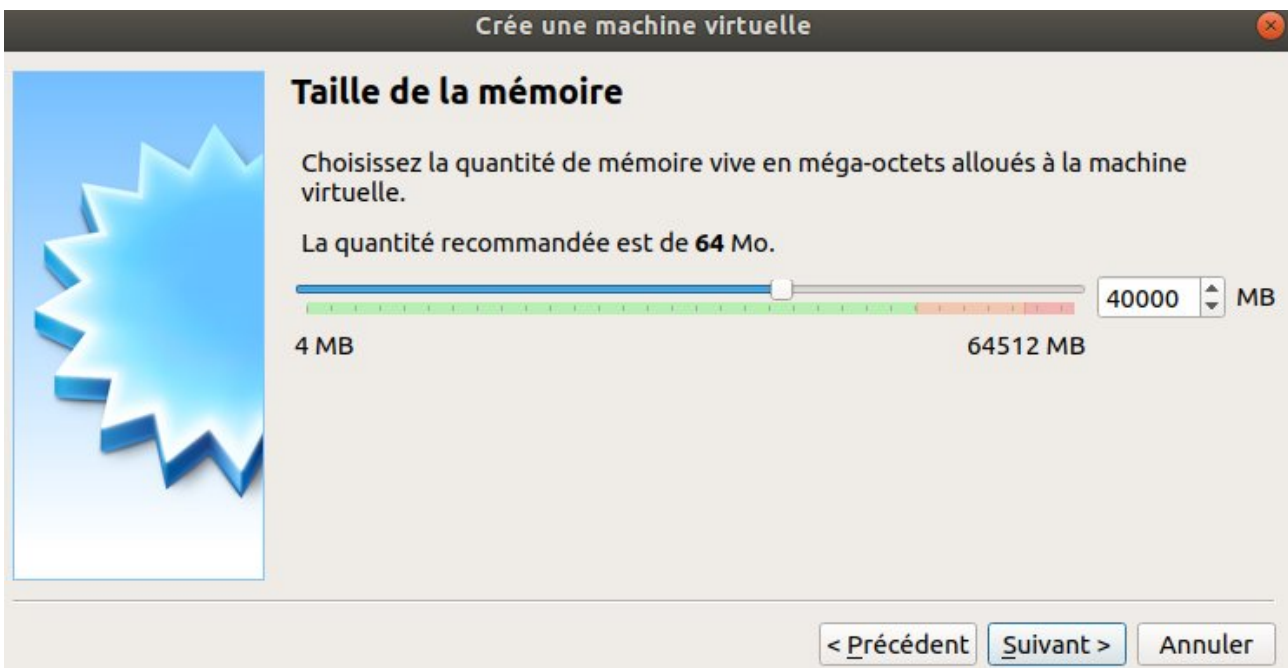 Crée une machine virtuelle
Taille de la mémoire
Choisissez la quantité de mémoire vive en méga-octets alloués à la machine
virtuelle.
La quantité recommandée est de 64 Mo.
40000 MB
4 MB 64512 MB
< Précédent Suivant > Annuler